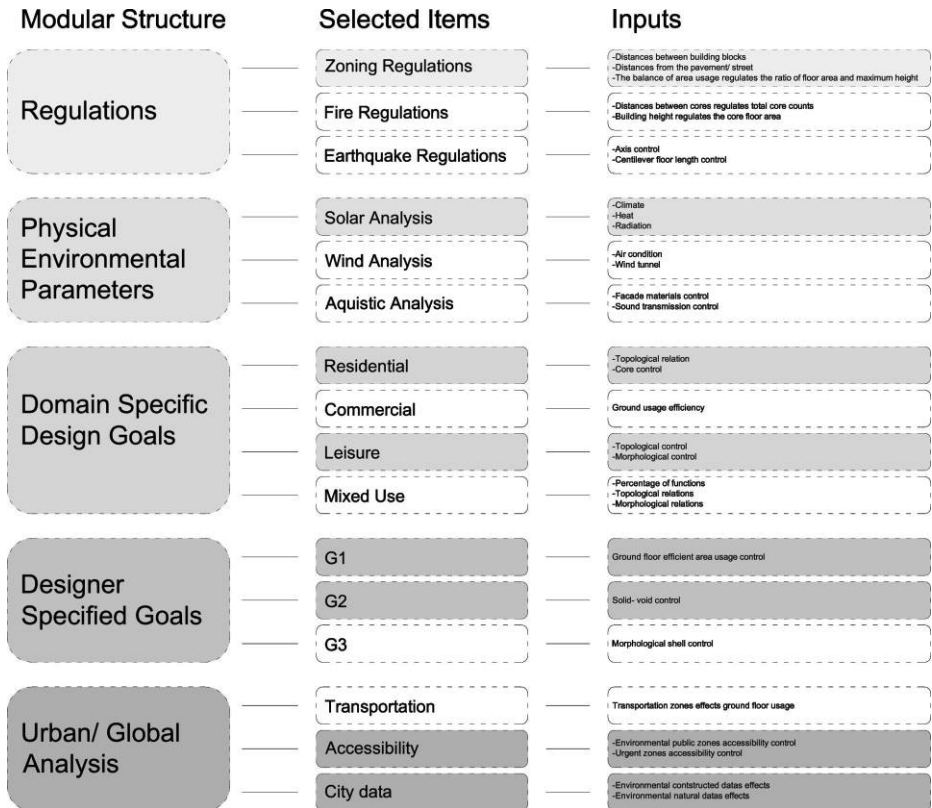 Modular Structure
Selected Items
Inputs
Regulations
Zoning Regulations
-Distances between building blocks
-Distances from the pavement/ street
-The balance of area usage regulates the ratio of floor area and maximum height
Fire Regulations
-Distances between cores regulates total core counts
-Building height regulates the core floor area
Earthquake Regulations
-Axis control
-Centilever floor length control
Physical
Environmental
Parameters
Solar Analysis
-Climate
-Heat
-Radiation
Wind Analysis
-Air condition
-Wind tunnel
Aquistic Analysis
-Facade materials control
-Sound transmission control
Domain Specific
Design Goals
Residential
-Topological relation
-Core control
Commercial
Ground usage efficiency
Leisure
-Topological control
-Morphological control
Mixed Use
-Percentage of functions
-Topological relations
-Morphological relations
Designer
Specified Goals
G1
Ground floor efficient area usage control
G2
Solid- void control
G3
Morphological shell control
Urban/ Global
Analysis
Transportation
Transportation zones effects ground floor usage
Accessibility
-Environmental public zones accessibility control
-Urgent zones accessibility control
City data
-Environmental contstructed datas effects
-Environmental natural datas effects